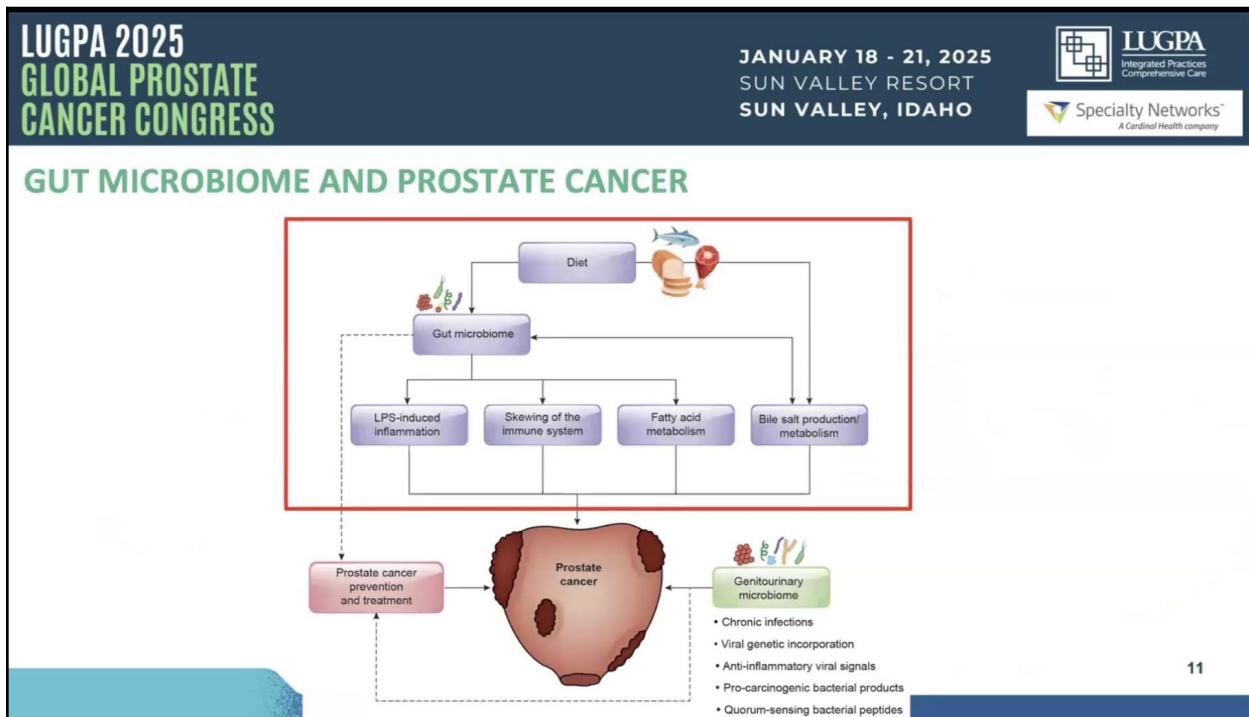 LUGPA 2025
GLOBAL PROSTATE
CANCER CONGRESS
JANUARY 18 - 21, 2025
SUN VALLEY RESORT
SUN VALLEY, IDAHO
LUGPA
Integrated Practices
Comprehensive Care
Specialty Networks™
A Cardinal Health company
GUT MICROBIOME AND PROSTATE CANCER
Diet
Gut microbiome
LPS-induced
inflammation
Skewing of the
immune system
Fatty acid
metabolism
Bile salt production/
metabolism
Prostate cancer
prevention
and treatment
Prostate
cancer
Genitourinary
microbiome
• Chronic infections
• Viral genetic incorporation
• Anti-inflammatory viral signals
• Pro-carcinogenic bacterial products
• Quorum-sensing bacterial peptides
11